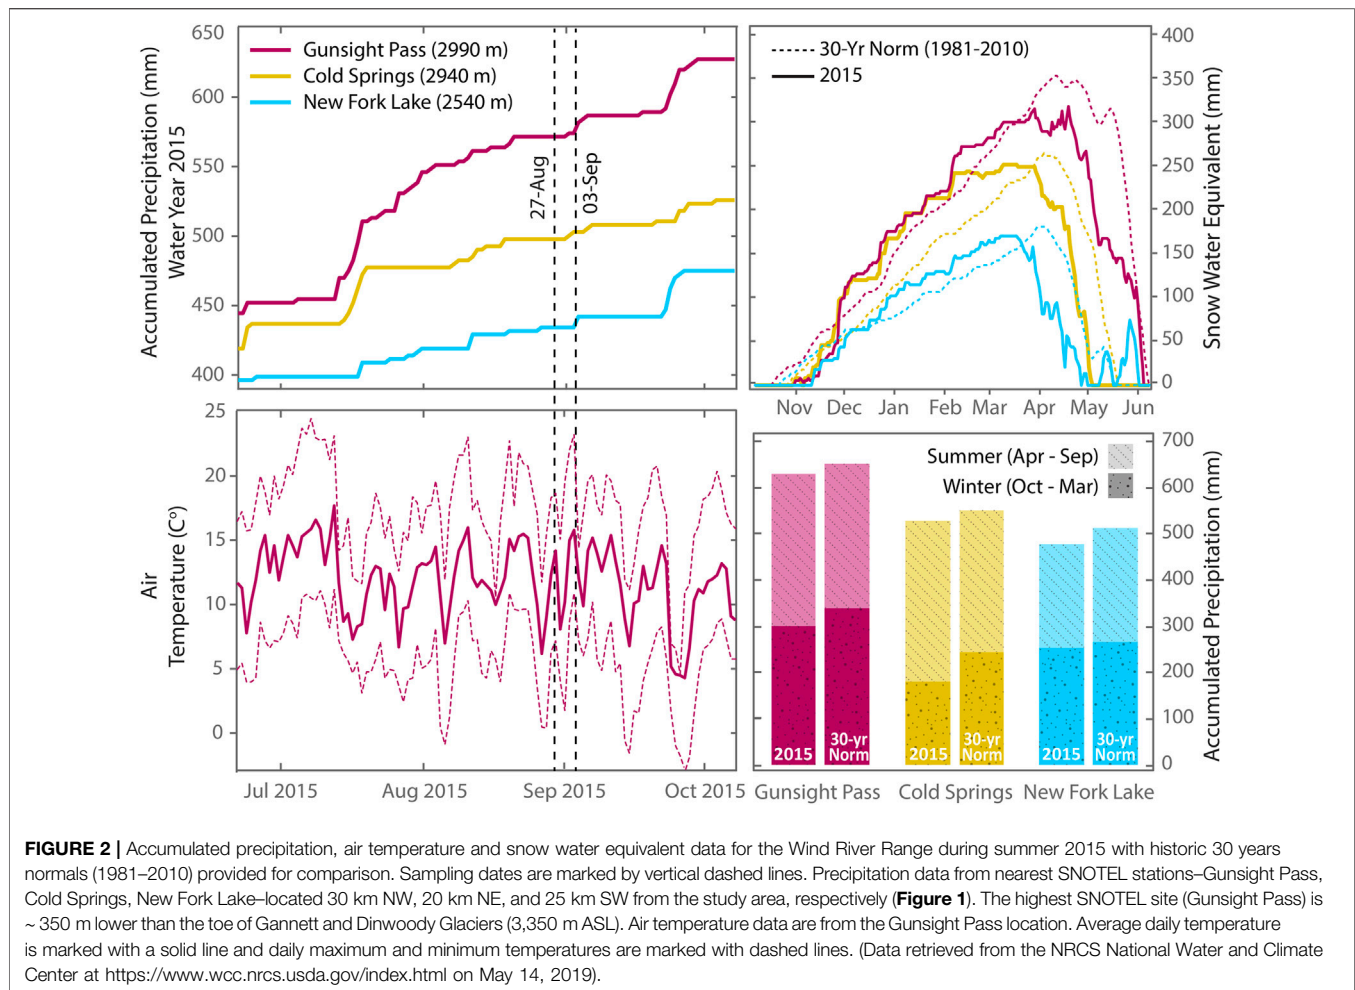 650
600
550
500
450
400
Accumulated Precipitation (mm)
Water Year 2015
Gunsight Pass (2990 m)
Cold Springs (2940 m)
New Fork Lake (2540 m)
27-Aug
03-Sep
30-Yr Norm (1981-2010)
2015
350
300
250
200
150
100
50
0
Snow Water Equivalent (mm)
Nov Dec Jan Feb Mar Apr May Jun
25
20
15
10
5
0
Air
Temperature (C°)
Jul 2015 Aug 2015 Sep 2015 Oct 2015
Summer (Apr - Sep)
Winter (Oct - Mar)
700
600
500
400
300
200
100
0
Accumulated Precipitation (mm)
2015 30-yr Norm 2015 30-yr Norm 2015 30-yr Norm
Gunsight Pass Cold Springs New Fork Lake
FIGURE 2 | Accumulated precipitation, air temperature and snow water equivalent data for the Wind River Range during summer 2015 with historic 30 years
normals (1981–2010) provided for comparison. Sampling dates are marked by vertical dashed lines. Precipitation data from nearest SNOTEL stations–Gunsight Pass,
Cold Springs, New Fork Lake–located 30 km NW, 20 km NE, and 25 km SW from the study area, respectively (Figure 1). The highest SNOTEL site (Gunsight Pass) is
~ 350 m lower than the toe of Gannett and Dinwoody Glaciers (3,350 m ASL). Air temperature data are from the Gunsight Pass location. Average daily temperature
is marked with a solid line and daily maximum and minimum temperatures are marked with dashed lines. (Data retrieved from the NRCS National Water and Climate
Center at https://www.wcc.nrcs.usda.gov/index.html on May 14, 2019).